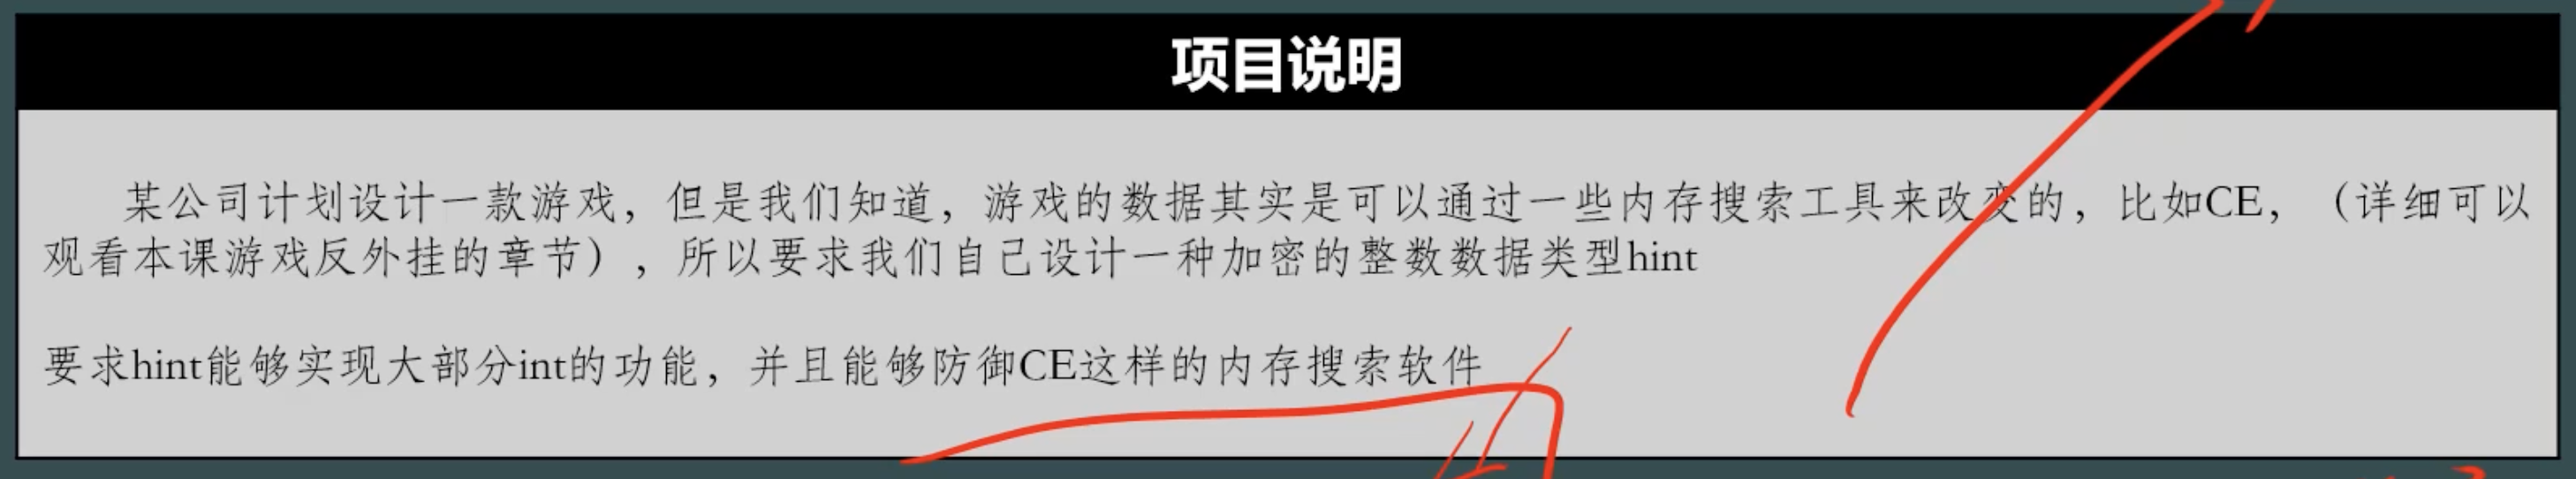 项目说明
某公司计划设计一款游戏，但是我们知道，游戏的数据其实是可以通过一些内存搜索工具来改变的，比如CE，（详细可以
观看本课游戏反外挂的章节），所以要求我们自己设计一种加密的整数数据类型hint
要求hint能够实现大部分int的功能，并且能够防御CE这样的内存搜索软件